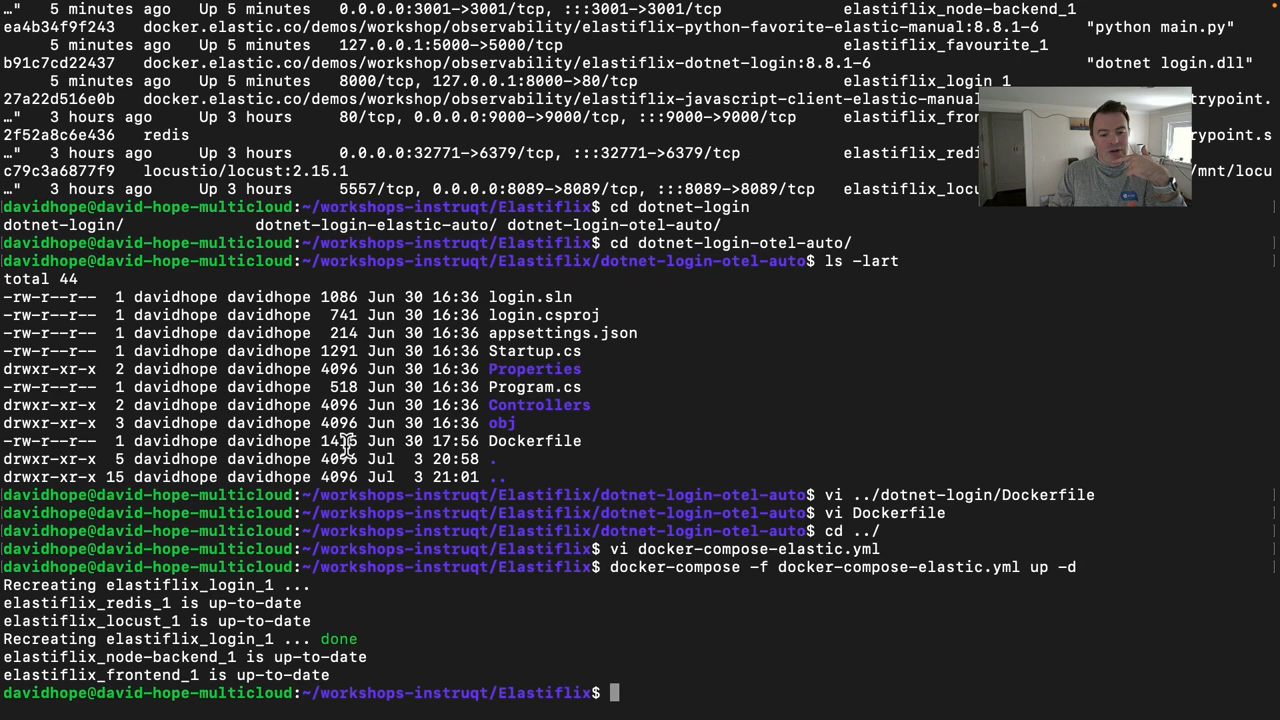 …"   5 minutes ago   Up 5 minutes   0.0.0.0:3001->3001/tcp, :::3001->3001/tcp   elastiflix_node-backend_1
ea4b34f9f243   docker.elastic.co/demos/workshop/observability/elastiflix-python-favorite-elastic-manual:8.8.1-6   "python main.py"
5 minutes ago   Up 5 minutes   127.0.0.1:5000->5000/tcp   elastiflix_favourite_1
b91c7cd22437   docker.elastic.co/demos/workshop/observability/elastiflix-dotnet-login:8.8.1-6   "dotnet login.dll"
5 minutes ago   Up 5 minutes   8000/tcp, 127.0.0.1:8000->80/tcp   elastiflix_login_1
27a22d516e0b   docker.elastic.co/demos/workshop/observability/elastiflix-javascript-client-elastic-manual trypoint.
…"   3 hours ago   Up 3 hours   80/tcp, 0.0.0.0:9000->9000/tcp, :::9000->9000/tcp   elastiflix_fron
2f52a8c6e436   redis rypoint.s
…"   3 hours ago   Up 3 hours   0.0.0.0:32771->6379/tcp, :::32771->6379/tcp   elastiflix_red
c79c3a6877f9   locustio/locust:2.15.1 /mnt/locu
…"   3 hours ago   Up 3 hours   5557/tcp, 0.0.0.0:8089->8089/tcp, :::8089->8089/tcp   elastiflix_locu
davidhope@davidhope-multicloud:~/workshops-instruqt/Elastiflix$ cd dotnet-login
dotnet-login/   dotnet-login-elastic-auto/ dotnet-login-otel-auto/
davidhope@david-hope-multicloud:~/workshops-instruqt/Elastiflix$ cd dotnet-login-otel-auto/
davidhope@david-hope-multicloud:~/workshops-instruqt/Elastiflix/dotnet-login-otel-auto$ ls -lart
total 44
-rw-r--r--  1 davidhope davidhope 1086 Jun 30 16:36 login.sln
-rw-r--r--  1 davidhope davidhope  741 Jun 30 16:36 login.csproj
-rw-r--r--  1 davidhope davidhope  214 Jun 30 16:36 appsettings.json
-rw-r--r--  1 davidhope davidhope 1291 Jun 30 16:36 Startup.cs
drwxr-xr-x  2 davidhope davidhope 4096 Jun 30 16:36 Properties
-rw-r--r--  1 davidhope davidhope  518 Jun 30 16:36 Program.cs
drwxr-xr-x  2 davidhope davidhope 4096 Jun 30 16:36 Controllers
drwxr-xr-x  3 davidhope davidhope 4096 Jun 30 16:36 obj
-rw-r--r--  1 davidhope davidhope Jun 30 17:56 Dockerfile
drwxr-xr-x  5 davidhope davidhope 4096 Jul  3 20:58 .
drwxr-xr-x 15 davidhope davidhope 4096 Jul  3 21:01 ..
davidhope@david-hope-multicloud:~/workshops-instruqt/Elastiflix/dotnet-login-otel-auto$ vi ../dotnet-login/Dockerfile
davidhope@david-hope-multicloud:~/workshops-instruqt/Elastiflix/dotnet-login-otel-auto$ vi Dockerfile
davidhope@david-hope-multicloud:~/workshops-instruqt/Elastiflix/dotnet-login-otel-auto$ cd ../
davidhope@david-hope-multicloud:~/workshops-instruqt/Elastiflix$ vi docker-compose-elastic.yml
davidhope@david-hope-multicloud:~/workshops-instruqt/Elastiflix$ docker-compose -f docker-compose-elastic.yml up -d
Recreating elastiflix_login_1 ...
elastiflix_redis_1 is up-to-date
elastiflix_locust_1 is up-to-date
Recreating elastiflix_login_1 ... done
elastiflix_node-backend_1 is up-to-date
elastiflix_frontend_1 is up-to-date
davidhope@david-hope-multicloud:~/workshops-instruqt/Elastiflix$